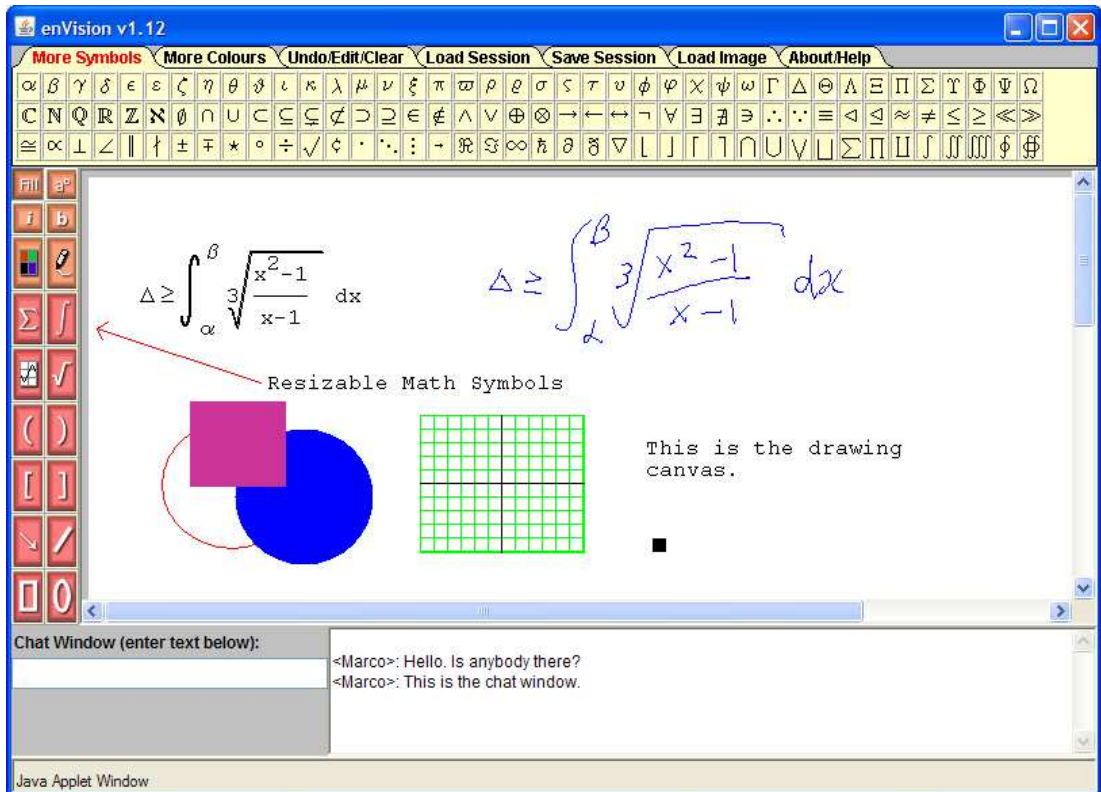 enVision v1.12
More Symbols More Colours Undo/Edit/Clear Load Session Save Session Load Image About/Help
α β γ δ ϵ ε ζ η θ ϑ ι κ λ μ ν ξ π ϖ ρ ϱ σ ς τ υ ϕ φ χ ψ ω Γ Δ Θ Λ Ξ Π Σ Υ Φ Ψ Ω
ℂ ℕ ℚ ℝ ℤ ℵ ∅ ∩ ∪ ⊂ ⊆ ⊊ ⊄ ⊃ ⊇ ∈ ∉ ∧ ∨ ⊕ ⊗ → ← ↔ ¬ ∀ ∃ ∄ ∋ ∴ ∵ ≡ ⊲ ⊴ ≈ ≠ ≤ ≥ ≪ ≫
≅ ∝ ⊥ ∠ ∥ ∤ ± ∓ ⋆ ∘ ÷ √ ¢ · ⋱ ⋮ → ℜ ℑ ∞ ℏ ∂ ∇ ⌊ ⌋ ⌈ ⌉ ⋂ ⋃ ⋁ ⨆ ∑ ∏ ∐ ∫ ∬ ∭ ∮ ∯
Fill aº
i b
Σ ∫
√
( )
[ ]
Δ ≥ ∫ α β ∛ x²-1 / x-1 dx
Δ ≥ ∫ α β ∛ x²-1 / x-1 dx
Resizable Math Symbols
This is the drawing
canvas.
Chat Window (enter text below):
<Marco>: Hello. Is anybody there?
<Marco>: This is the chat window.
Java Applet Window